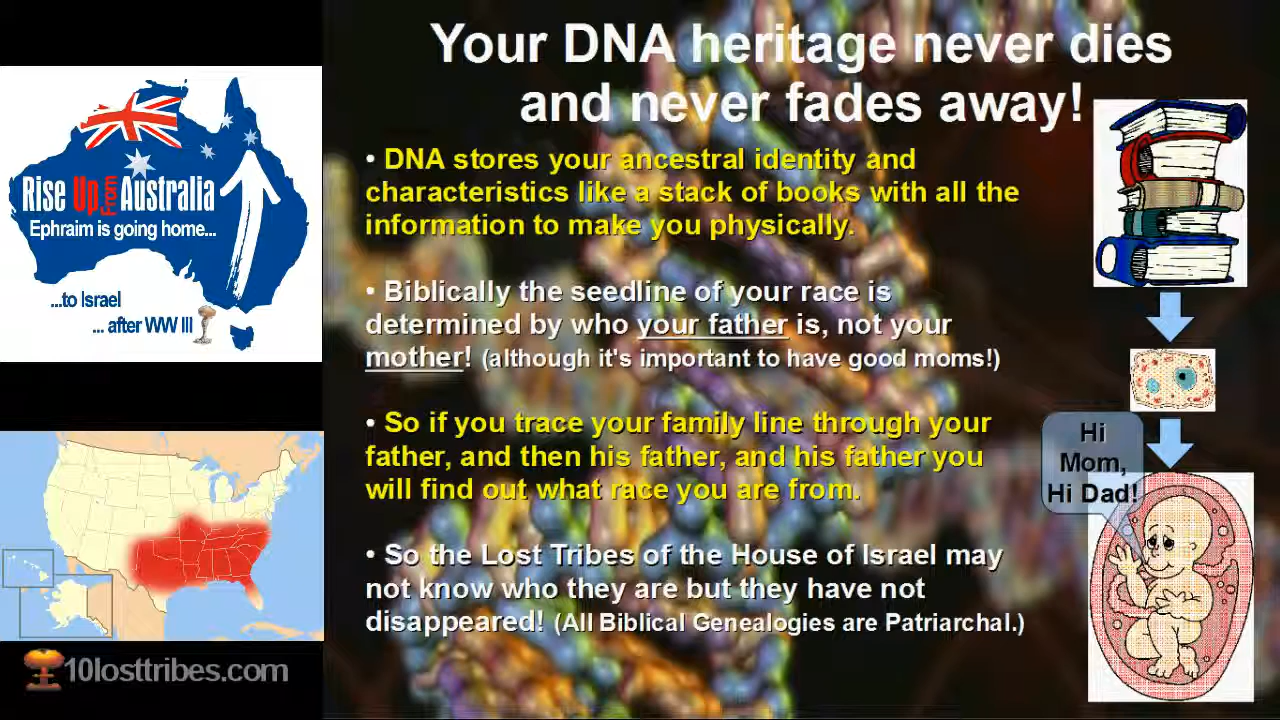 Your DNA heritage never dies
and never fades away!
• DNA stores your ancestral identity and
characteristics like a stack of books with all the
information to make you physically.
• Biblically the seedline of your race is
determined by who your father is, not your
mother! (although it's important to have good moms!)
• So if you trace your family line through your
father, and then his father, and his father you
will find out what race you are from.
• So the Lost Tribes of the House of Israel may
not know who they are but they have not
disappeared! (All Biblical Genealogies are Patriarchal.)
Rise Up From Australia
Ephraim is going home...
...to Israel
... after WW III
10losttribes.com
Hi
Mom,
Hi Dad!